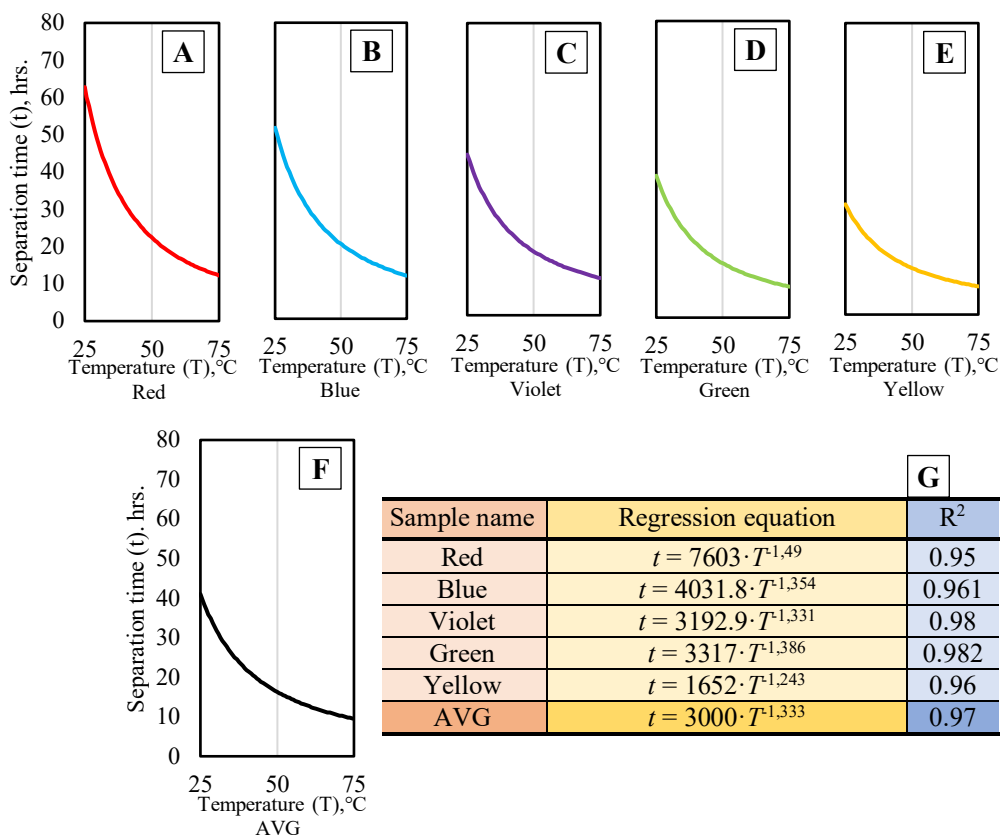 80
70
60
50
40
30
20
10
0
Separation time (t), hrs.
A
B
C
D
E
25 50 75
25 50 75
25 50 75
25 50 75
25 50 75
Temperature (T),°C
Temperature (T),°C
Temperature (T),°C
Temperature (T),°C
Temperature (T),°C
Red
Blue
Violet
Green
Yellow
80
70
60
50
40
30
20
10
0
Separation time (t). hrs.
F
25 50 75
Temperature (T),°C
AVG
G
Sample name Regression equation R²
Red t = 7603·T⁻¹,⁴⁹ 0.95
Blue t = 4031.8·T⁻¹,³⁵⁴ 0.961
Violet t = 3192.9·T⁻¹,³³¹ 0.98
Green t = 3317·T⁻¹,³⁸⁶ 0.982
Yellow t = 1652·T⁻¹,²⁴³ 0.96
AVG t = 3000·T⁻¹,³³³ 0.97